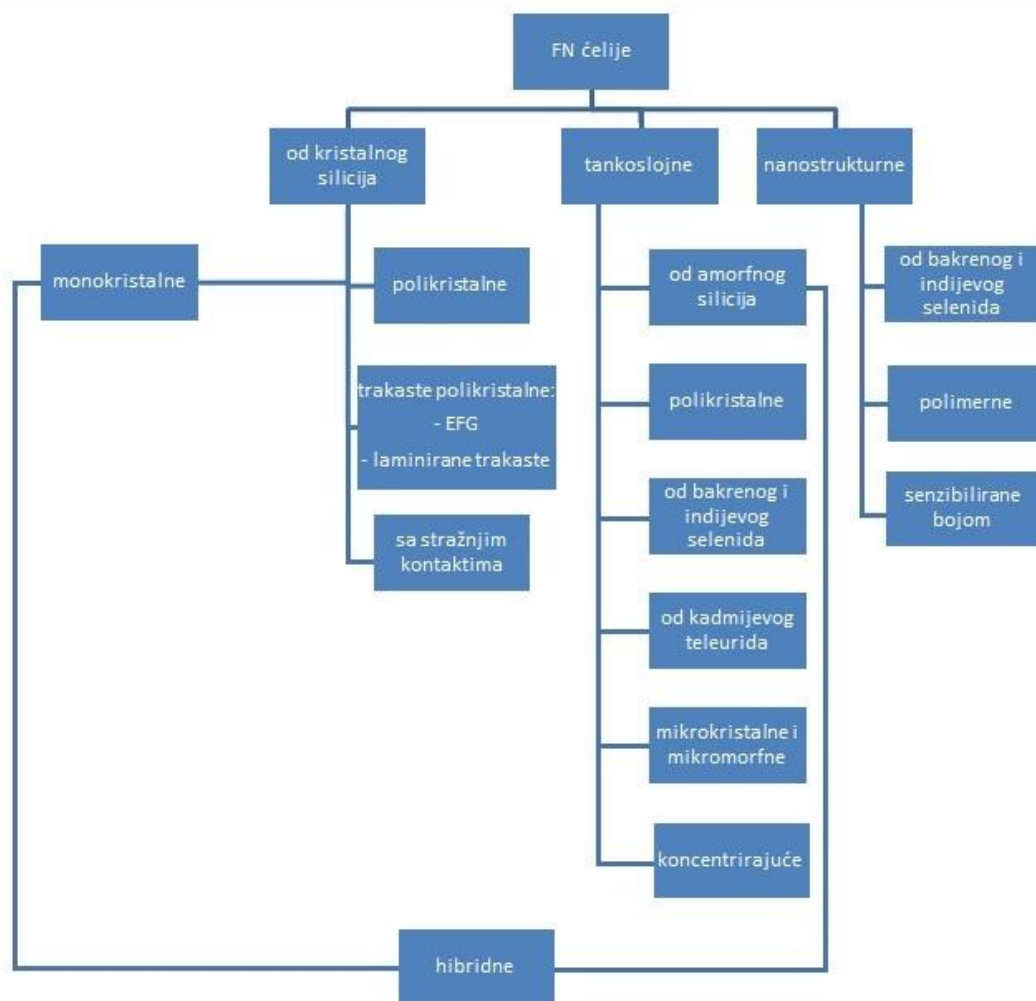 FN ćelije
od kristalnog
silicija
tankoslojne
nanostrukturne
monokristalne
polikristalne
trakaste polikristalne:
- EFG
- laminirane trakaste
sa stražnjim
kontaktima
od amorfnog
silicija
polikristalne
od bakrenog i
indijevog
selenida
od kadmijevog
teleurida
mikrokristalne i
mikromorfne
koncentrirajuće
od bakrenog i
indijevog
selenida
polimerne
senzibilirane
bojom
hibridne